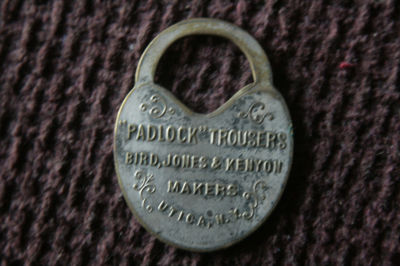 "PADLOCK" TROUSERS
BIRD, JONES & KENYON
MAKERS
UTICA, N.Y.